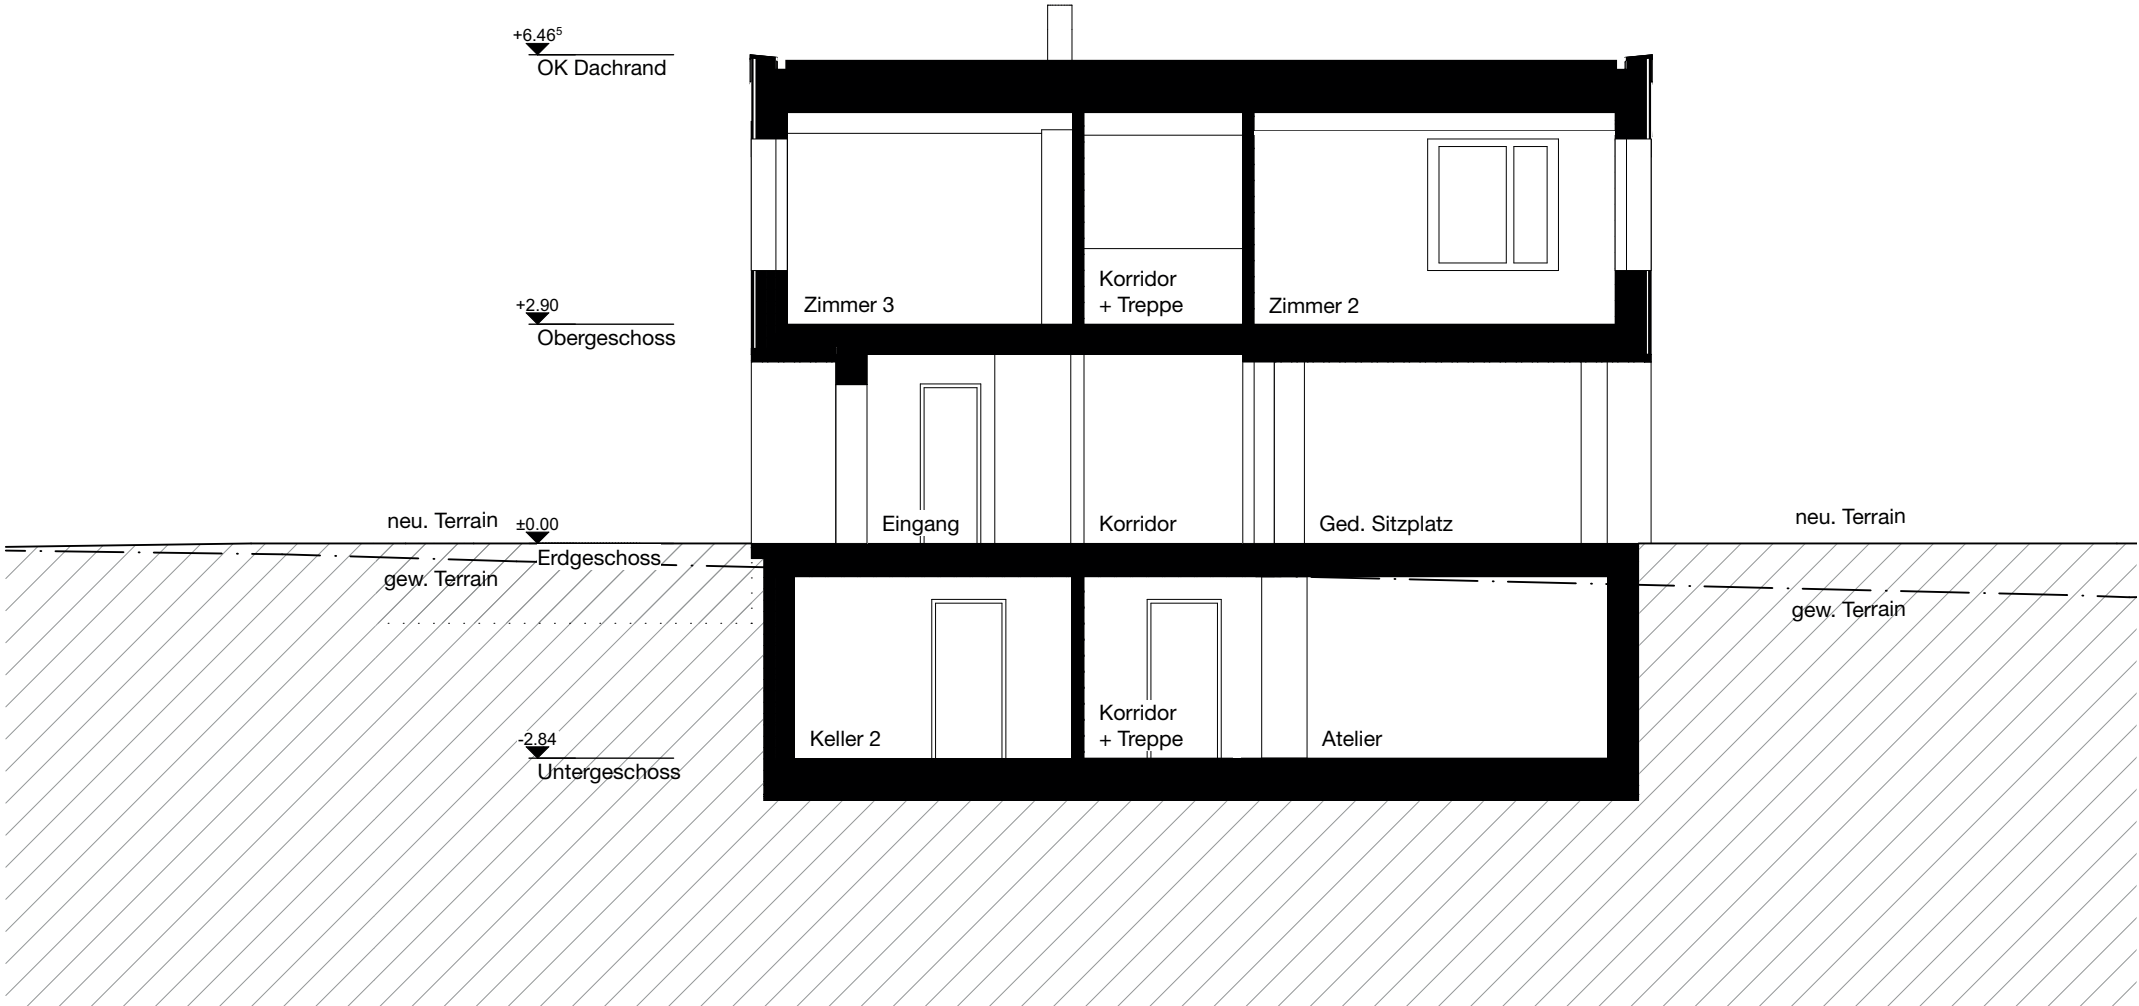 +6.46⁵
OK Dachrand
Zimmer 3
Korridor
+ Treppe
Zimmer 2
+2.90
Obergeschoss
neu. Terrain
±0.00
Erdgeschoss
gew. Terrain
Eingang
Korridor
Ged. Sitzplatz
neu. Terrain
gew. Terrain
-2.84
Untergeschoss
Keller 2
Korridor
+ Treppe
Atelier